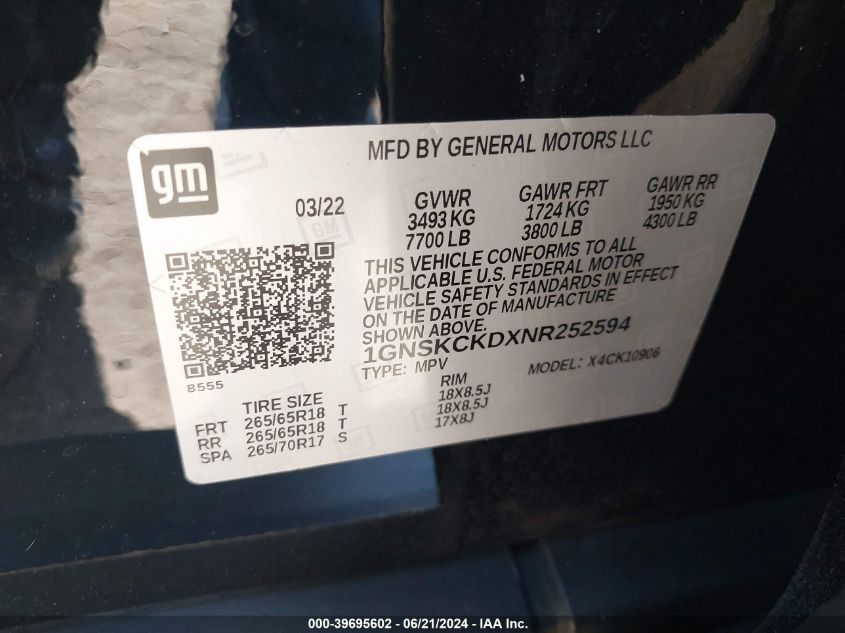 gm
MFD BY GENERAL MOTORS LLC
03/22
GVWR
3493 KG
7700 LB
GAWR FRT
1724 KG
3800 LB
GAWR RR
1950 KG
4300 LB
THIS VEHICLE CONFORMS TO ALL
APPLICABLE U.S. FEDERAL MOTOR
VEHICLE SAFETY STANDARDS IN EFFECT
ON THE DATE OF MANUFACTURE
SHOWN ABOVE.
1GNSKCKDXNR252594
TYPE: MPV
MODEL: X4CK10906
8555
TIRE SIZE RIM
FRT 265/65R18 T 18X8.5J
RR 265/65R18 T 18X8.5J
SPA 265/70R17 S 17X8J
000-39695602 - 06/21/2024 - IAA Inc.